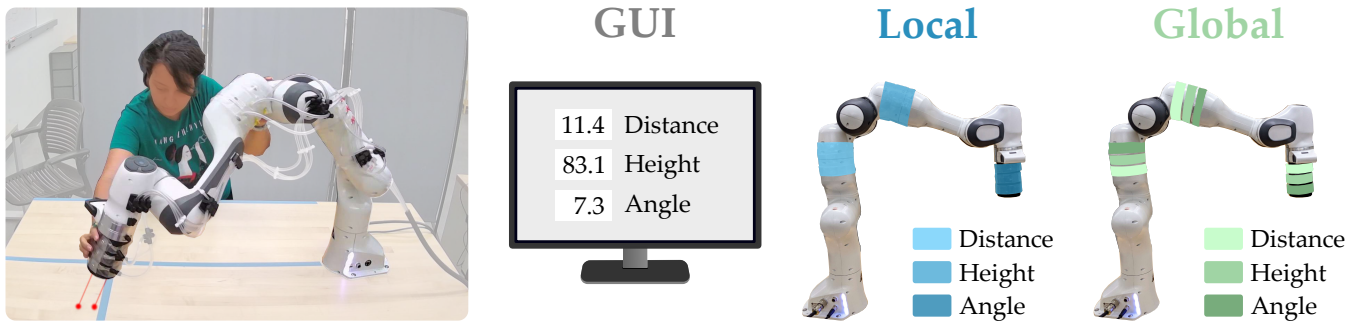 GUI
11.4 Distance
83.1 Height
7.3 Angle
Local
Distance
Height
Angle
Global
Distance
Height
Angle